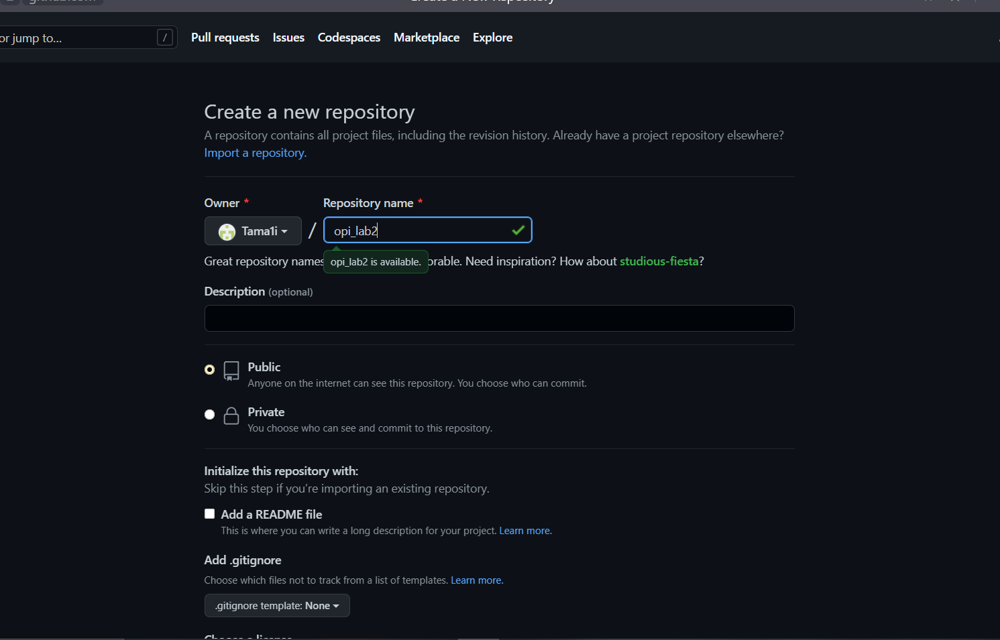 or jump to...
/
Pull requests
Issues
Codespaces
Marketplace
Explore
Create a new repository
A repository contains all project files, including the revision history. Already have a project repository elsewhere?
Import a repository.
Owner *
Repository name *
Tama1i
/
opi_lab2
Great repository names
opi_lab2 is available.
orable. Need inspiration? How about studious-fiesta?
Description (optional)
Public
Anyone on the internet can see this repository. You choose who can commit.
Private
You choose who can see and commit to this repository.
Initialize this repository with:
Skip this step if you’re importing an existing repository.
Add a README file
This is where you can write a long description for your project. Learn more.
Add .gitignore
Choose which files not to track from a list of templates. Learn more.
.gitignore template: None